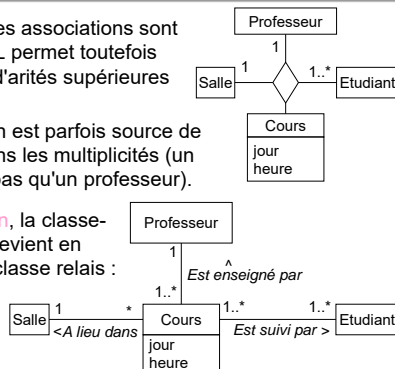 es associations sont
L permet toutefois
d'arités supérieures
n est parfois source de
ns les multiplicités (un
pas qu'un professeur).
n, la classe-
evient en
classe relais :
Professeur
1
Salle
1
1..*
Etudiant
Cours
jour
heure
Professeur
1
^
Est enseigné par
1..*
Salle
1
*
<A lieu dans
Cours
1..*
1..*
Est suivi par >
Etudiant
jour
heure